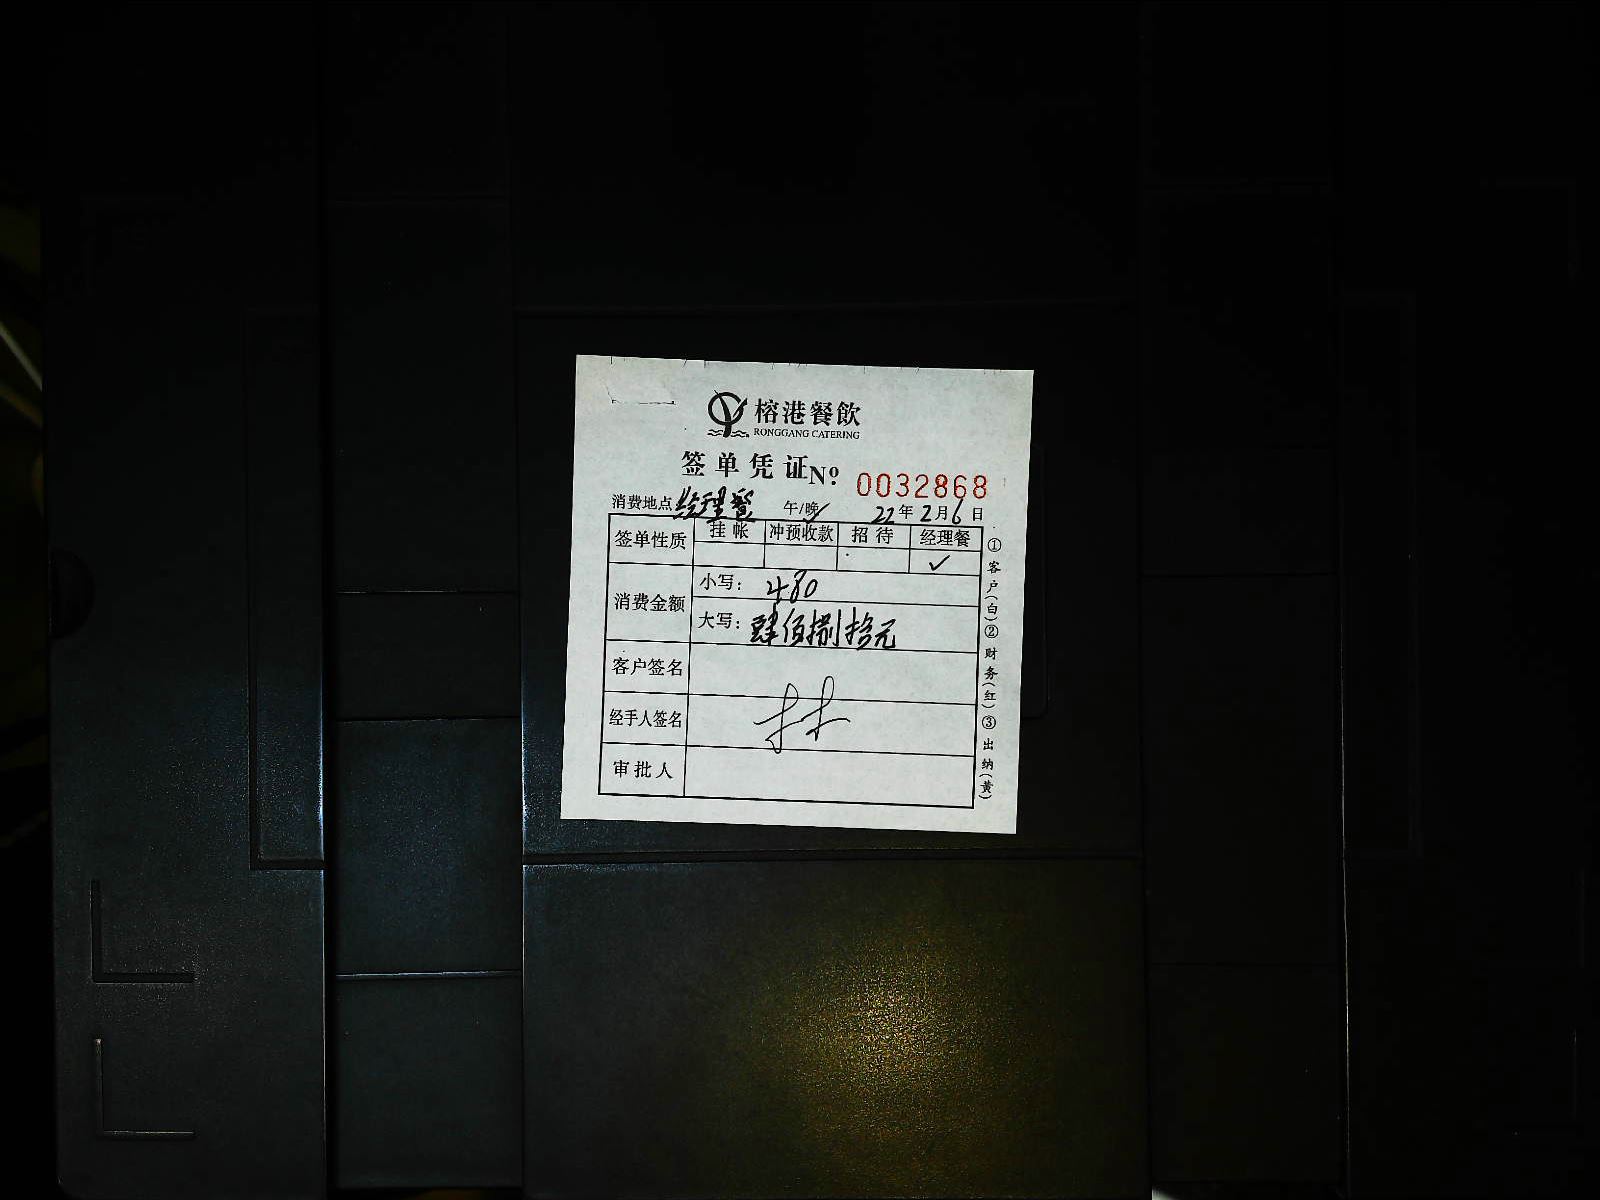 榕港餐飲
RONGGANG CATERING
签单凭证 No: 0032868
消费地点 经理餐 午/晚✓ 22年2月6日
签单性质 挂帐 冲预收款 招待 经理餐
✓
消费金额 小写: 480
大写: 肆佰捌拾元
客户签名
经手人签名 林
审批人
①客户(白)②财务(红)③出纳(黄)